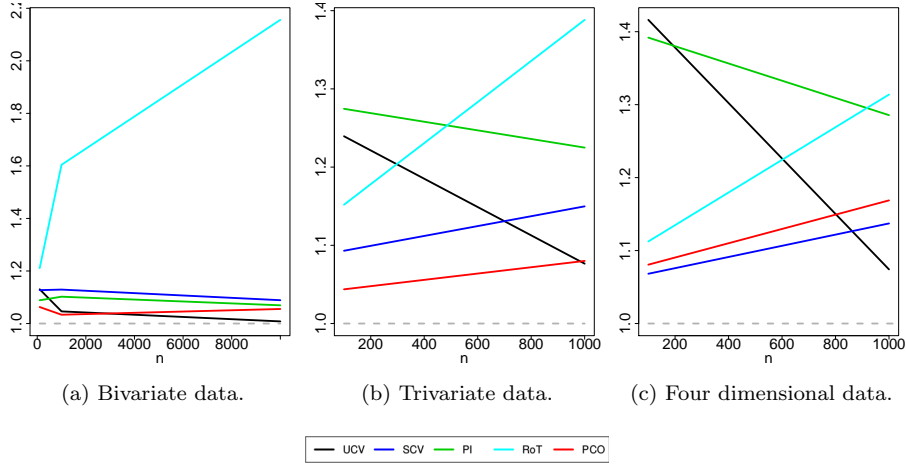 1.0 1.2 1.4 1.6 1.8 2.0 2.
0 2000 4000 6000 8000
n
1.0 1.1 1.2 1.3 1.4
200 400 600 800 1000
n
1.0 1.1 1.2 1.3 1.4
200 400 600 800 1000
n
(a) Bivariate data.
(b) Trivariate data.
(c) Four dimensional data.
UCV SCV PI RoT PCO